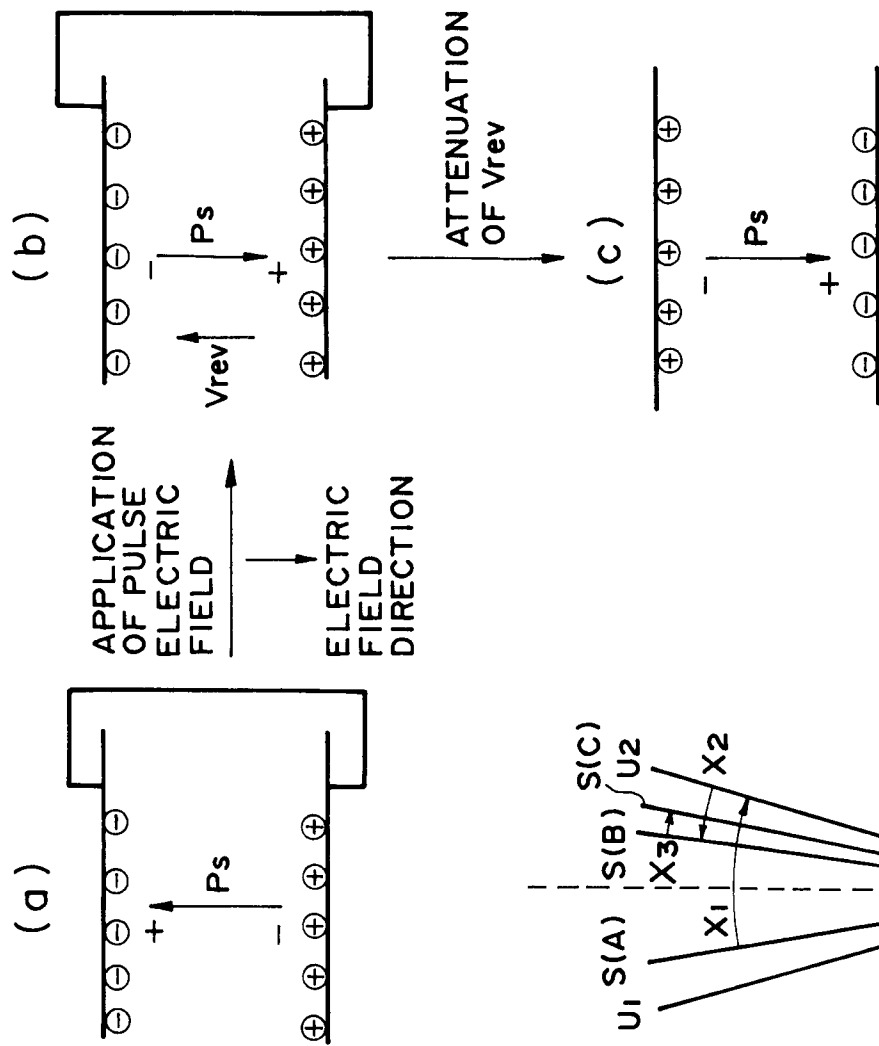 (a)
⊖ ⊖ ⊖ ⊖ ⊖
+
Ps
−
⊕ ⊕ ⊕ ⊕ ⊕
APPLICATION
OF PULSE
ELECTRIC
FIELD
ELECTRIC
FIELD
DIRECTION
(b)
⊖ ⊖ ⊖ ⊖ ⊖
−
Ps
Vrev
+
⊕ ⊕ ⊕ ⊕ ⊕
ATTENUATION
OF Vrev
(c)
⊕ ⊕ ⊕ ⊕ ⊕
−
Ps
+
⊖ ⊖ ⊖ ⊖ ⊖
U1
S(A)
S(B)
S(C)
U2
X1
X3
X2